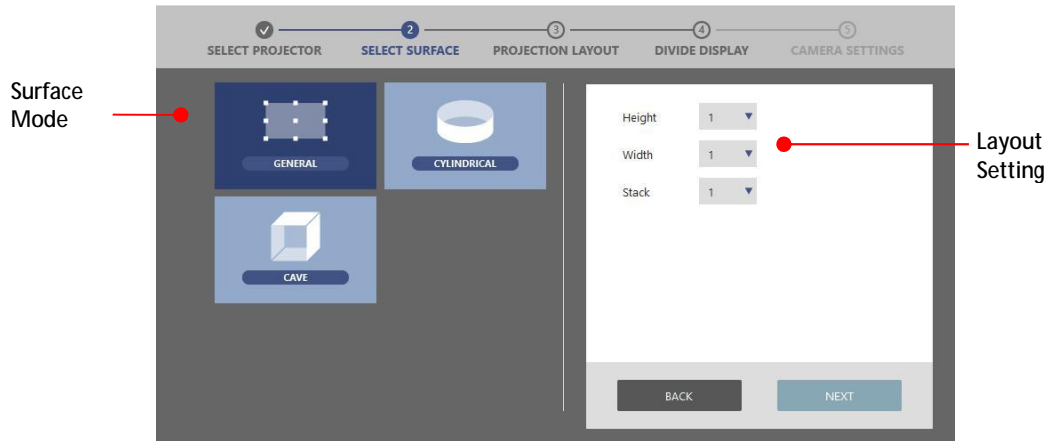 2 3 4 5
SELECT PROJECTOR SELECT SURFACE PROJECTION LAYOUT DIVIDE DISPLAY CAMERA SETTINGS
Surface
Mode
GENERAL
CYLINDRICAL
CAVE
Height 1
Width 1
Stack 1
Layout
Setting
BACK NEXT